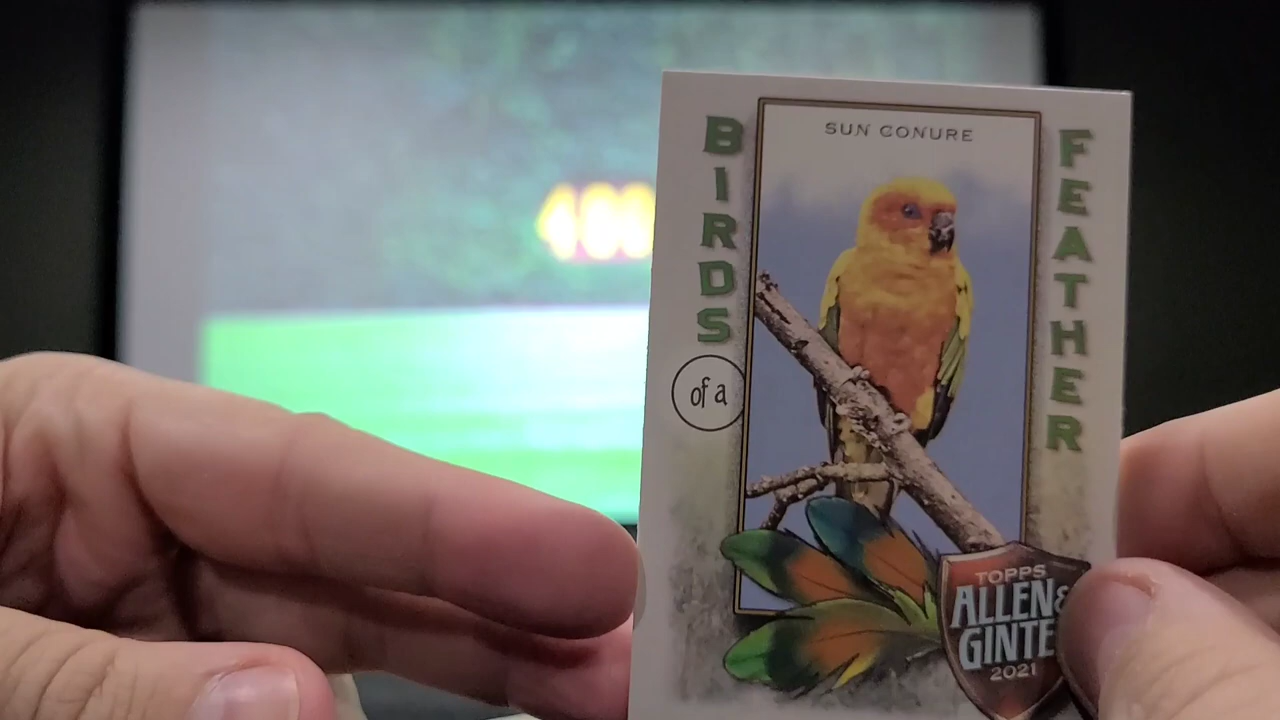 SUN CONURE
BIRDS
of a
FEATHER
TOPPS
ALLEN &
GINTE
2021